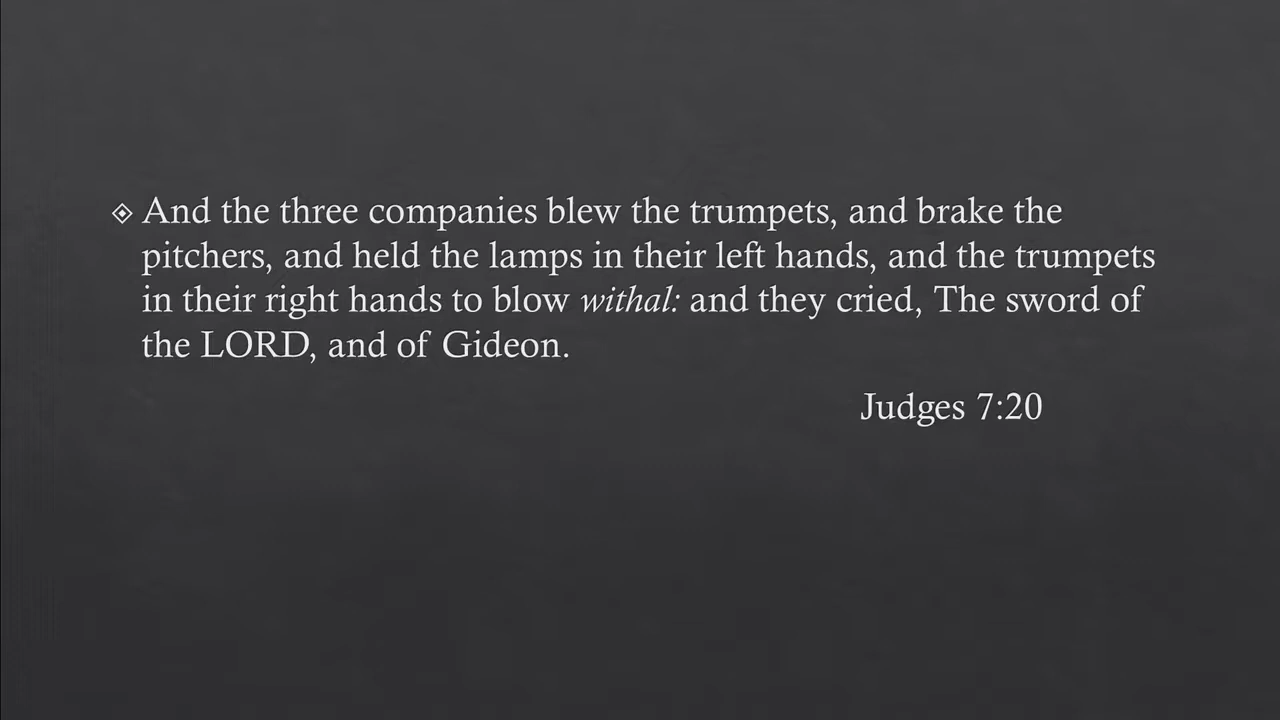 And the three companies blew the trumpets, and brake the
pitchers, and held the lamps in their left hands, and the trumpets
in their right hands to blow withal: and they cried, The sword of
the LORD, and of Gideon.
Judges 7:20